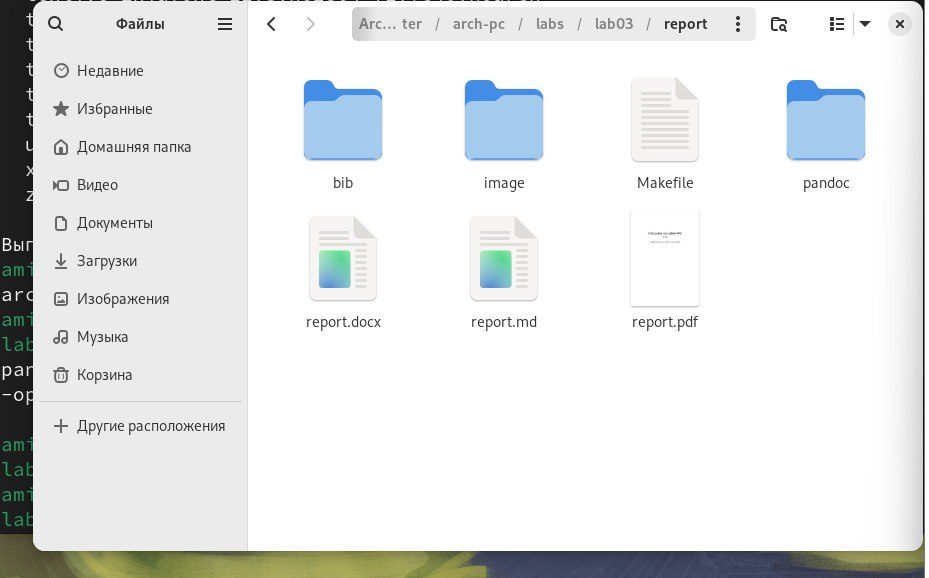 Файлы
Arc... ter / arch-pc / labs / lab03 / report
Недавние
Избранные
Домашняя папка
Видео
Документы
Загрузки
Изображения
Музыка
Корзина
Другие расположения
bib
image
Makefile
pandoc
report.docx
report.md
report.pdf
t
t
t
t
t
u
x
z
Вып
ami
arc
ami
lab
pan
-op
ami
lab
ami
lab